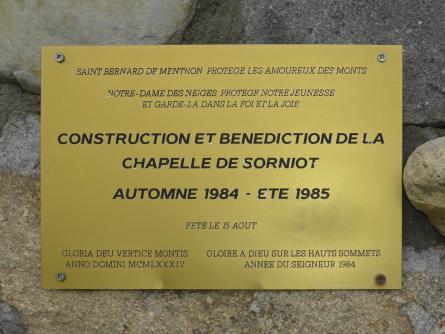 SAINT BERNARD DE MENTHON PROTEGE LES AMOUREUX DES MONTS
NOTRE-DAME DES NEIGES PROTEGE NOTRE JEUNESSE
ET GARDE-LA DANS LA FOI ET LA JOIE
CONSTRUCTION ET BENEDICTION DE LA
CHAPELLE DE SORNIOT
AUTOMNE 1984 - ETE 1985
FETE LE 15 AOUT
GLORIA DEU VERTICE MONTIS
ANNO DOMINI MCMLXXXIV
GLOIRE A DIEU SUR LES HAUTS SOMMETS
ANNEE DU SEIGNEUR 1984